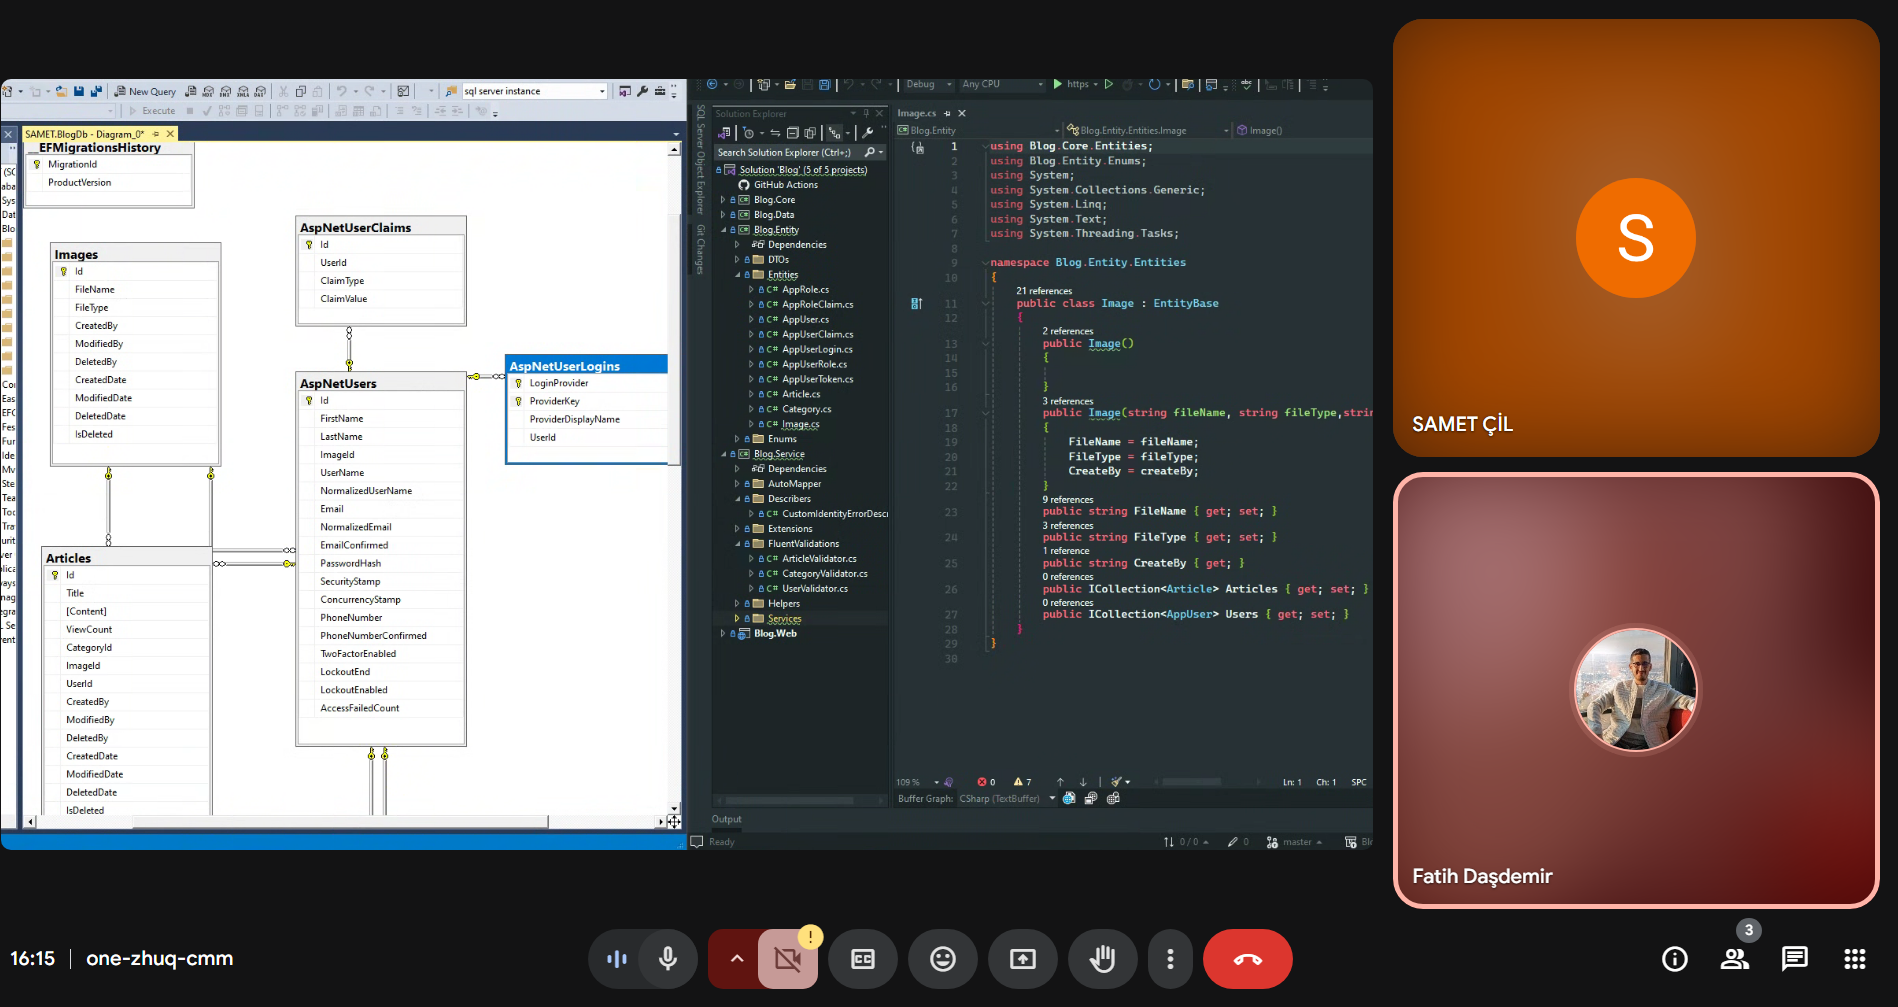 New Query
sql server instance
Execute
SAMET.BlogDb - Diagram_0*
__EFMigrationsHistory
MigrationId
ProductVersion
Images
Id
FileName
FileType
CreatedBy
ModifiedBy
DeletedBy
CreatedDate
ModifiedDate
DeletedDate
IsDeleted
Articles
Id
Title
[Content]
ViewCount
CategoryId
ImageId
UserId
CreatedBy
ModifiedBy
DeletedBy
CreatedDate
ModifiedDate
DeletedDate
IsDeleted
AspNetUserClaims
Id
UserId
ClaimType
ClaimValue
AspNetUsers
Id
FirstName
LastName
ImageId
UserName
NormalizedUserName
Email
NormalizedEmail
EmailConfirmed
PasswordHash
SecurityStamp
ConcurrencyStamp
PhoneNumber
PhoneNumberConfirmed
TwoFactorEnabled
LockoutEnd
LockoutEnabled
AccessFailedCount
AspNetUserLogins
LoginProvider
ProviderKey
ProviderDisplayName
UserId
Debug
Any CPU
https
SQL Server Object Explorer
Git Changes
Solution Explorer
Search Solution Explorer (Ctrl+;)
Solution 'Blog' (5 of 5 projects)
GitHub Actions
Blog.Core
Blog.Data
Blog.Entity
Dependencies
DTOs
Entities
C# AppRole.cs
C# AppRoleClaim.cs
C# AppUser.cs
C# AppUserClaim.cs
C# AppUserLogin.cs
C# AppUserRole.cs
C# AppUserToken.cs
C# Article.cs
C# Category.cs
C# Image.cs
Enums
Blog.Service
Dependencies
AutoMapper
Describers
C# CustomIdentityErrorDescr
Extensions
FluentValidations
C# ArticleValidator.cs
C# CategoryValidator.cs
C# UserValidator.cs
Helpers
Services
Blog.Web
Image.cs
Blog.Entity
Blog.Entity.Entities.Image
Image()
1 using Blog.Core.Entities;
2 using Blog.Entity.Enums;
3 using System;
4 using System.Collections.Generic;
5 using System.Linq;
6 using System.Text;
7 using System.Threading.Tasks;
8
9 namespace Blog.Entity.Entities
10 {
21 references
11 public class Image : EntityBase
12 {
2 references
13 public Image()
14 {
15
16 }
3 references
17 public Image(string fileName, string fileType,strin
18 {
19 FileName = fileName;
20 FileType = fileType;
21 CreateBy = createBy;
22 }
9 references
23 public string FileName { get; set; }
3 references
24 public string FileType { get; set; }
1 reference
25 public string CreateBy { get; }
0 references
26 public ICollection<Article> Articles { get; set; }
0 references
27 public ICollection<AppUser> Users { get; set; }
28 }
29 }
30
109 %
0
7
Ln: 1
Ch: 1
SPC
Buffer Graph:
CSharp (TextBuffer)
Output
Ready
0 / 0
0
master
S
SAMET ÇİL
Fatih Daşdemir
16:15
one-zhuq-cmm
!
CC
3